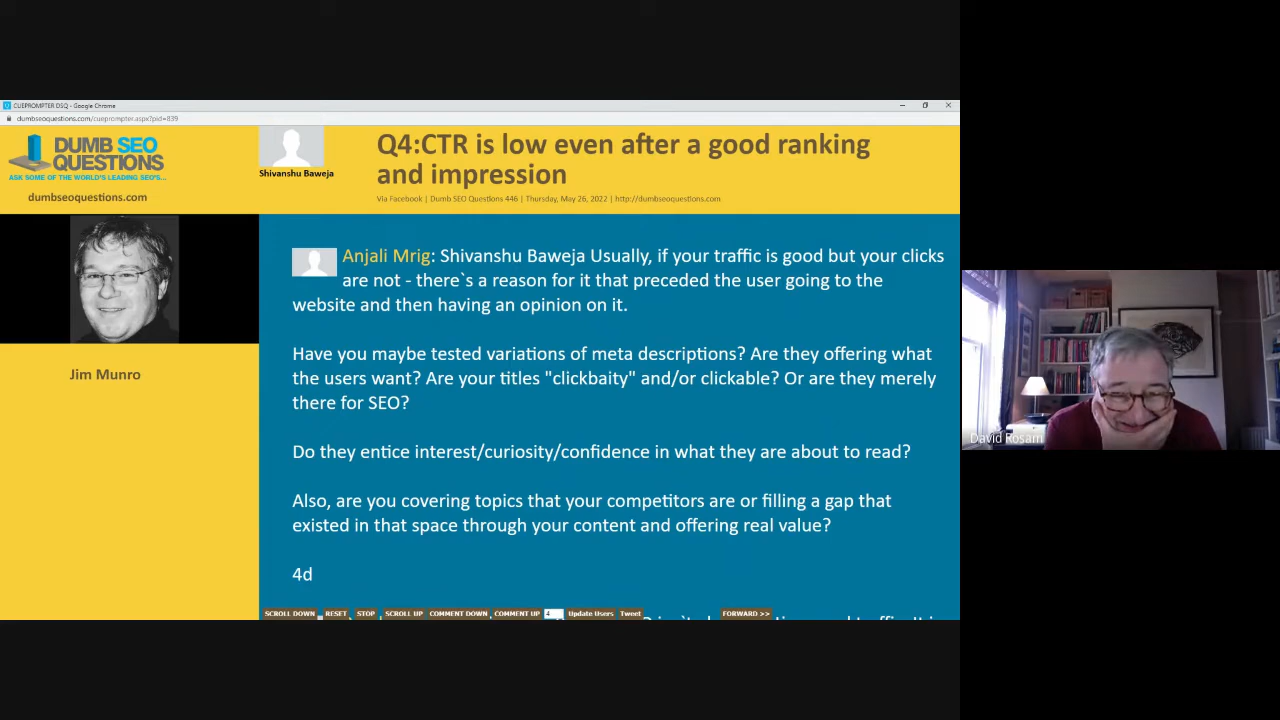 CUEPROMPTER DSQ - Google Chrome
dumbseoquestions.com/cueprompter.aspx?pid=839
DUMB SEO
QUESTIONS
ASK SOME OF THE WORLD'S LEADING SEO'S...
dumbseoquestions.com
Shivanshu Baweja
Q4:CTR is low even after a good ranking
and impression
Via Facebook | Dumb SEO Questions 446 | Thursday, May 26, 2022 | http://dumbseoquestions.com
Jim Munro
Anjali Mrig: Shivanshu Baweja Usually, if your traffic is good but your clicks
are not - there`s a reason for it that preceded the user going to the
website and then having an opinion on it.
Have you maybe tested variations of meta descriptions? Are they offering what
the users want? Are your titles "clickbaity" and/or clickable? Or are they merely
there for SEO?
Do they entice interest/curiosity/confidence in what they are about to read?
Also, are you covering topics that your competitors are or filling a gap that
existed in that space through your content and offering real value?
4d
SCROLL DOWN RESET STOP SCROLL UP COMMENT DOWN COMMENT UP 4 Update Users Tweet FORWARD >>
David Rosam